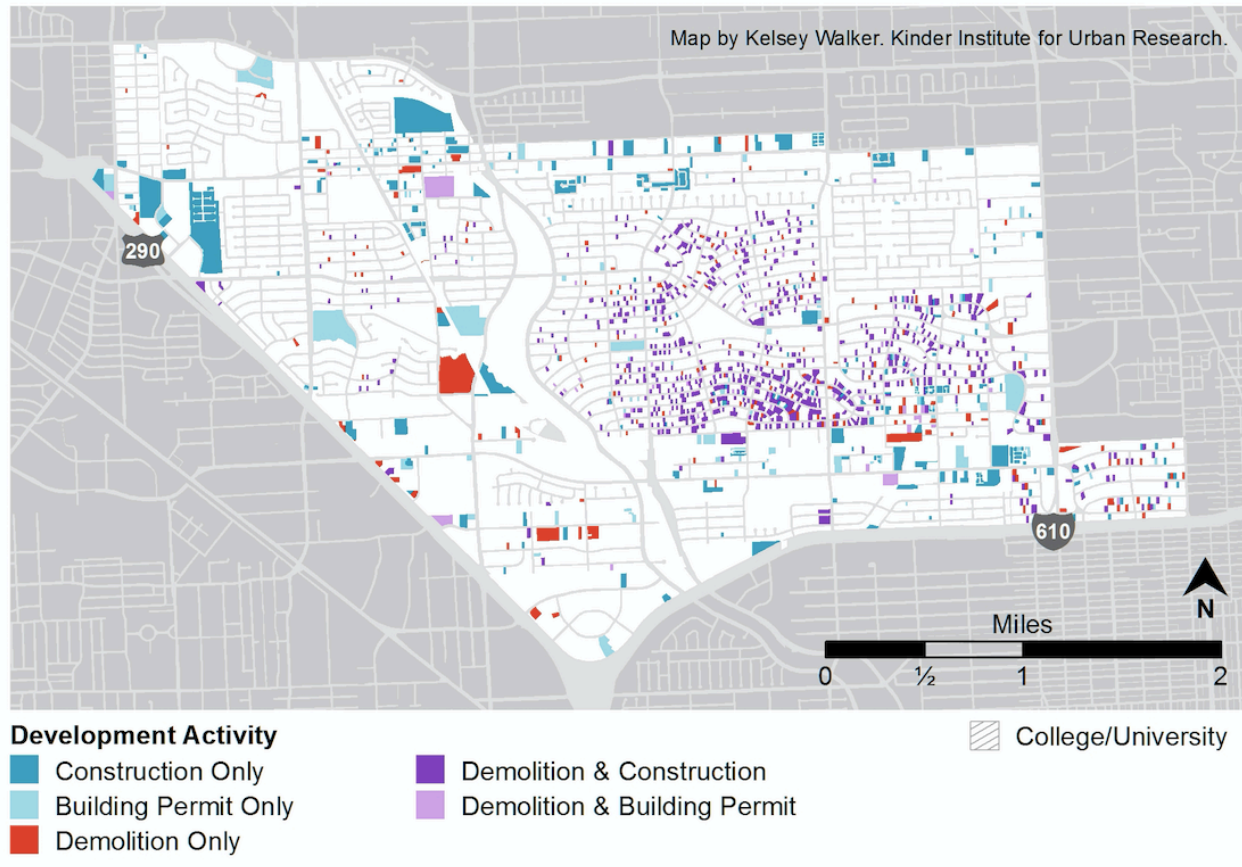 Map by Kelsey Walker. Kinder Institute for Urban Research.
290
610
N
Miles
0 ½ 1 2
Development Activity
College/University
Construction Only
Demolition & Construction
Building Permit Only
Demolition & Building Permit
Demolition Only